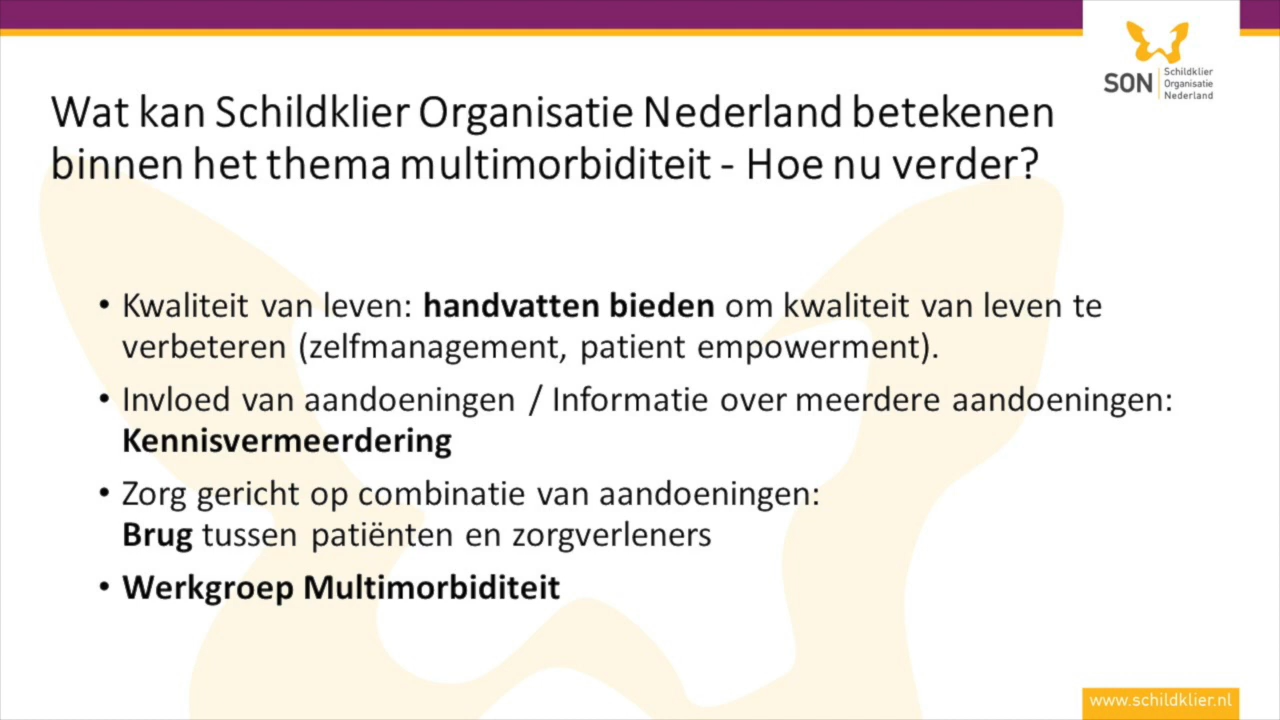 SON
Schildklier
Organisatie
Nederland
Wat kan Schildklier Organisatie Nederland betekenen
binnen het thema multimorbiditeit - Hoe nu verder?
• Kwaliteit van leven: handvatten bieden om kwaliteit van leven te
verbeteren (zelfmanagement, patient empowerment).
• Invloed van aandoeningen / Informatie over meerdere aandoeningen:
Kennisvermeerdering
• Zorg gericht op combinatie van aandoeningen:
Brug tussen patiënten en zorgverleners
• Werkgroep Multimorbiditeit
www.schildklier.nl